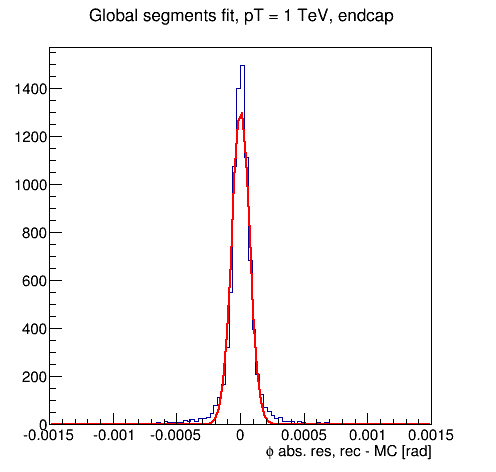 Global segments fit, pT = 1 TeV, endcap
1400
1200
1000
800
600
400
200
0
-0.0015 -0.001 -0.0005 0 0.0005 0.001 0.0015
ϕ abs. res, rec - MC [rad]